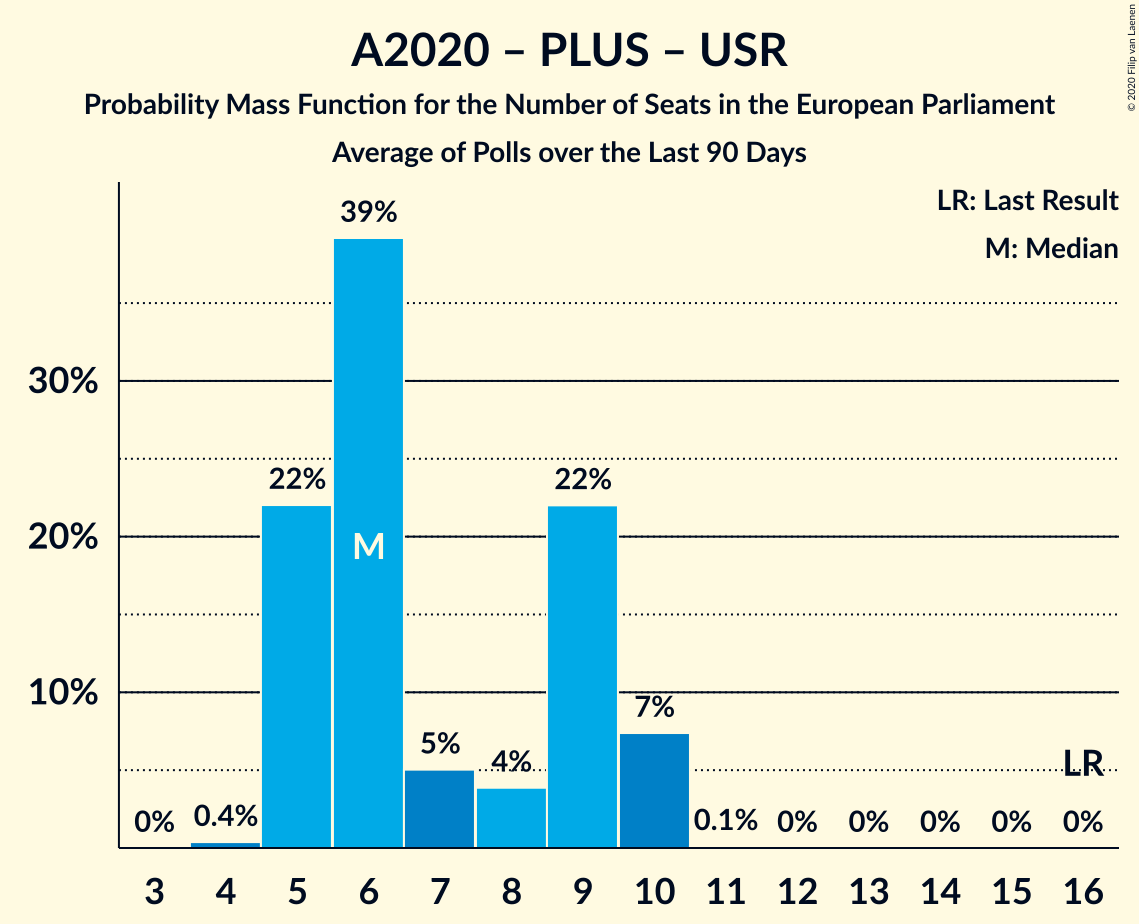 A2020 – PLUS – USR
Probability Mass Function for the Number of Seats in the European Parliament
Average of Polls over the Last 90 Days
© 2020 Filip van Laenen
LR: Last Result
M: Median
39%
30%
22%
22%
20%
M
10%
7%
5%
4%
LR
0%
0.4%
0.1%
0%
0%
0%
0%
0%
3 4 5 6 7 8 9 10 11 12 13 14 15 16